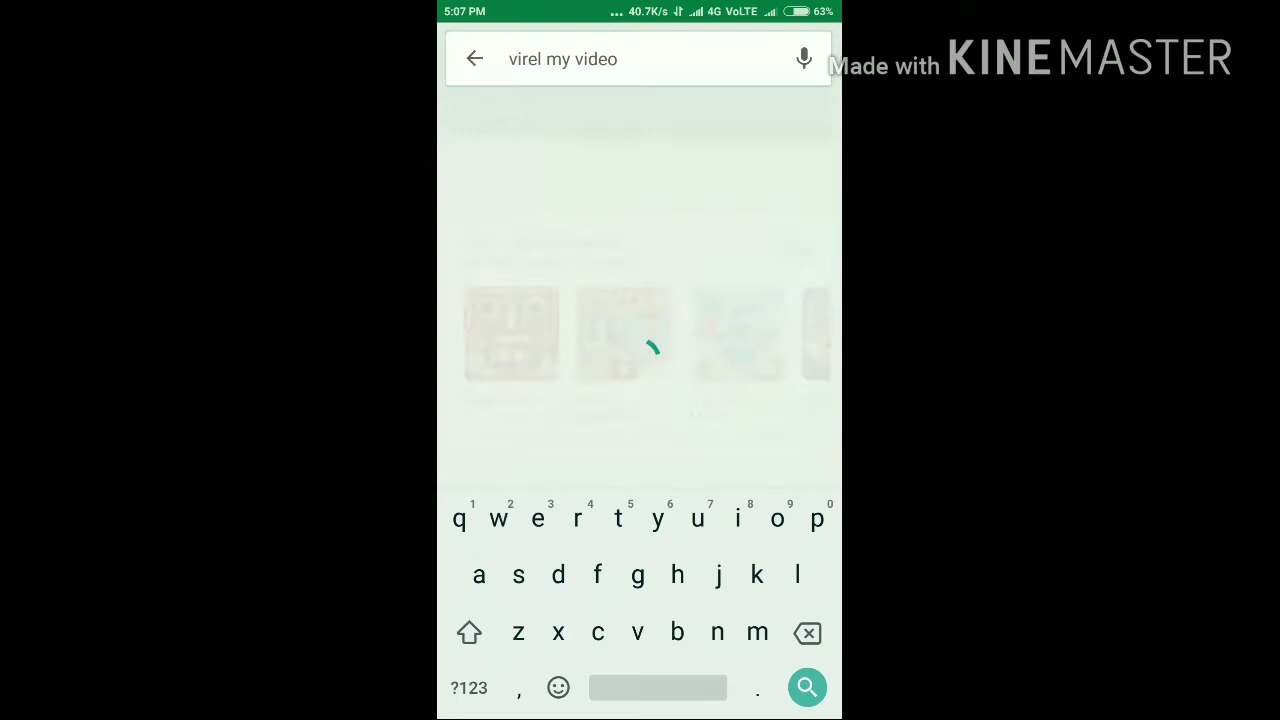 5:07 PM ... 40.7K/s 4G VoLTE 63%
virel my video
Made with KINEMASTER
1 2 3 4 5 6 7 8 9 0
q w e r t y u i o p
a s d f g h j k l
z x c v b n m
?123 , .